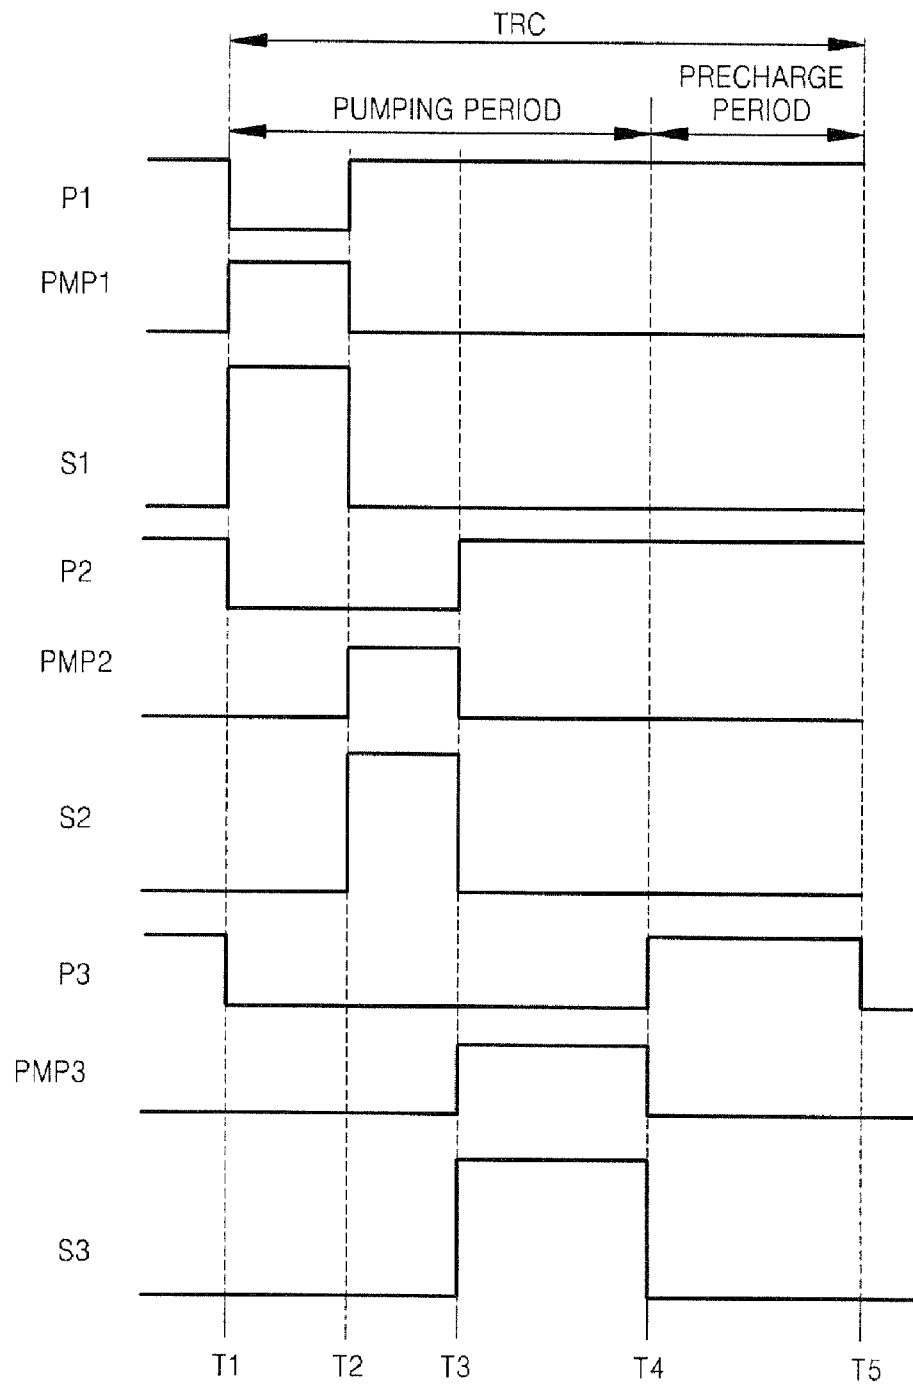 TRC
PRECHARGE
PUMPING PERIOD
PERIOD
P1
PMP1
S1
P2
PMP2
S2
P3
PMP3
S3
T1 T2 T3 T4 T5